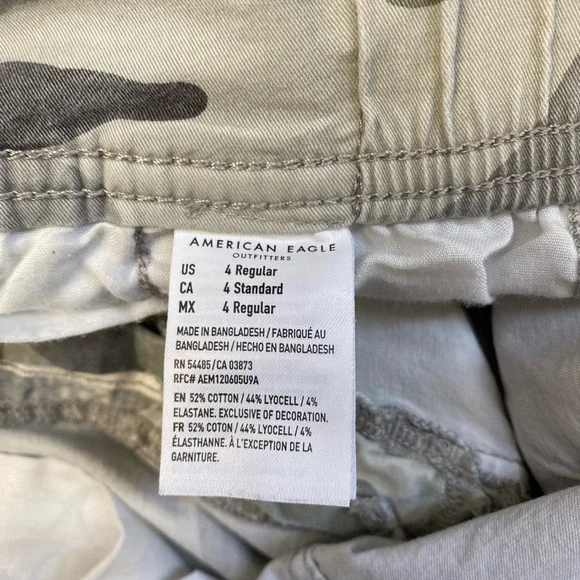 AMERICAN EAGLE
OUTFITTERS
US 4 Regular
CA 4 Standard
MX 4 Regular
MADE IN BANGLADESH / FABRIQUÉ AU
BANGLADESH / HECHO EN BANGLADESH
RN 54485/CA 03873
RFC# AEM120605U9A
EN 52% COTTON / 44% LYOCELL / 4%
ELASTANE. EXCLUSIVE OF DECORATION.
FR 52% COTON / 44% LYOCELL / 4%
ÉLASTHANNE. À L'EXCEPTION DE LA
GARNITURE.